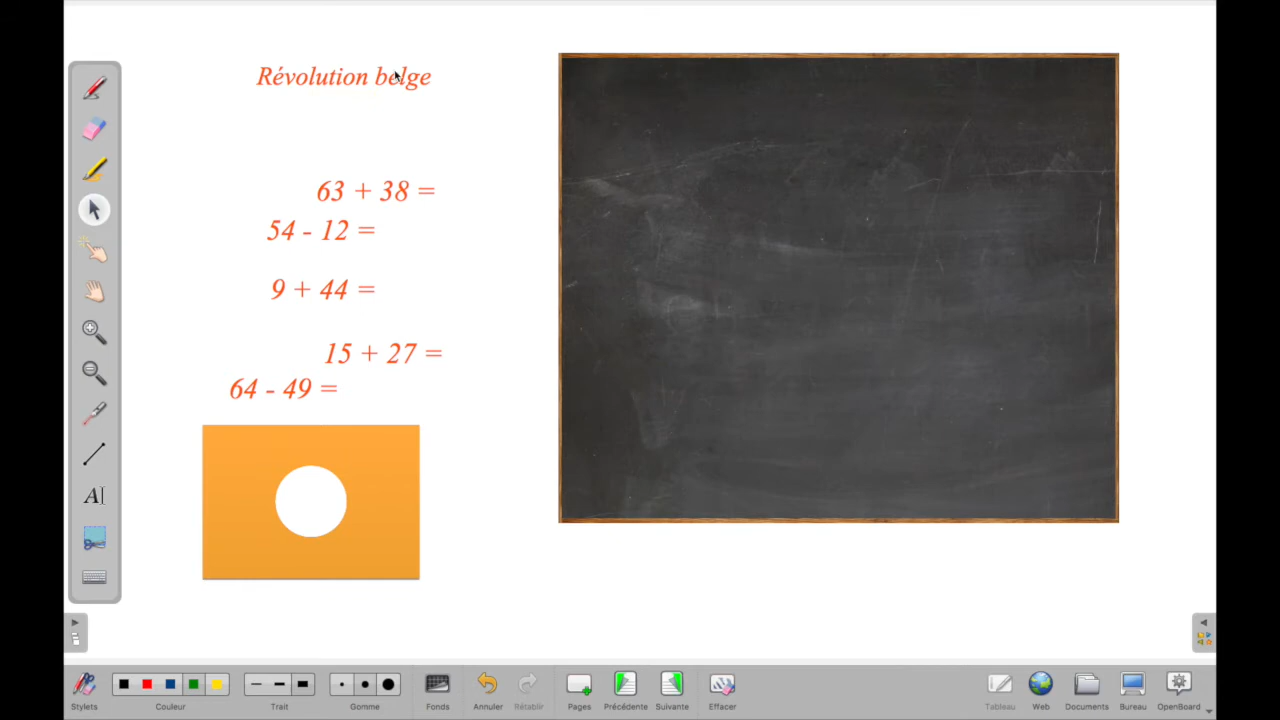 Révolution belge
63 + 38 =
54 - 12 =
9 + 44 =
15 + 27 =
64 - 49 =
A
Stylets
Couleur
Trait
Gomme
Fonds
Annuler
Rétablir
Pages
Précédente
Suivante
Effacer
Tableau
Web
Documents
Bureau
OpenBoard